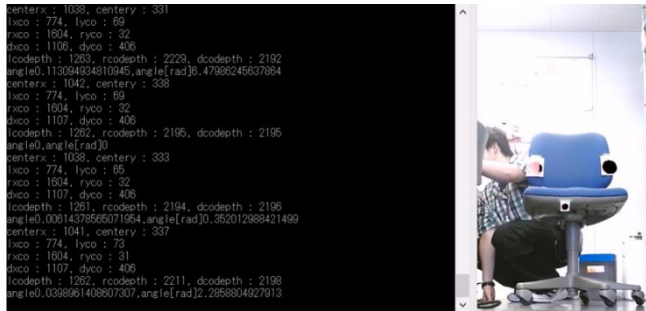 centerx : 1038, centery : 331
lxco : 774, lyco : 69
rxco : 1604, ryco : 32
dxco : 1106, dyco : 406
lcodepth : 1263, rcodepth : 2229, dcodepth : 2192
angle0.113094934810945,angle[rad]6.47986245637864
centerx : 1042, centery : 338
lxco : 774, lyco : 69
rxco : 1604, ryco : 32
dxco : 1107, dyco : 406
lcodepth : 1262, rcodepth : 2195, dcodepth : 2195
angle0,angle[rad]0
centerx : 1038, centery : 333
lxco : 774, lyco : 65
rxco : 1604, ryco : 32
dxco : 1107, dyco : 406
lcodepth : 1261, rcodepth : 2194, dcodepth : 2196
angle0.00614378565071954,angle[rad]0.352012988421499
centerx : 1041, centery : 337
lxco : 774, lyco : 73
rxco : 1604, ryco : 31
dxco : 1107, dyco : 406
lcodepth : 1262, rcodepth : 2211, dcodepth : 2198
angle0.0398961408607307,angle[rad]2.2858804927913